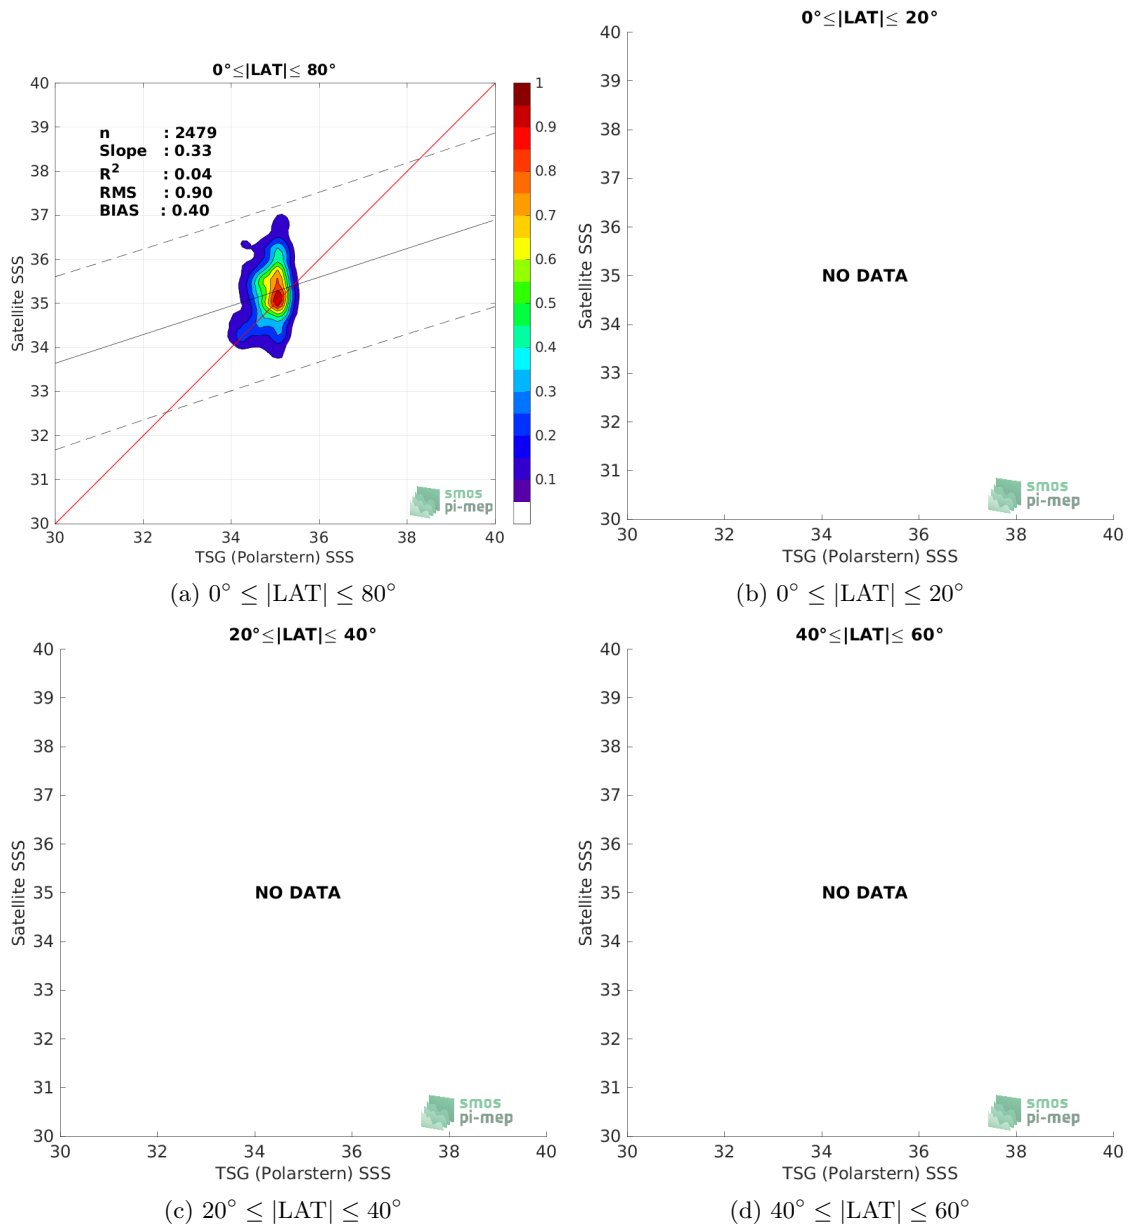 0°≤|LAT|≤ 80°
40
39
38
37
36
35
34
33
32
31
30
Satellite SSS
n : 2479
Slope : 0.33
R² : 0.04
RMS : 0.90
BIAS : 0.40
1
0.9
0.8
0.7
0.6
0.5
0.4
0.3
0.2
0.1
smos
pi-mep
30 32 34 36 38 40
TSG (Polarstern) SSS
(a) 0° ≤ |LAT| ≤ 80°
0°≤|LAT|≤ 20°
40
39
38
37
36
35
34
33
32
31
30
Satellite SSS
NO DATA
smos
pi-mep
30 32 34 36 38 40
TSG (Polarstern) SSS
(b) 0° ≤ |LAT| ≤ 20°
20°≤|LAT|≤ 40°
40
39
38
37
36
35
34
33
32
31
30
Satellite SSS
NO DATA
smos
pi-mep
30 32 34 36 38 40
TSG (Polarstern) SSS
(c) 20° ≤ |LAT| ≤ 40°
40°≤|LAT|≤ 60°
40
39
38
37
36
35
34
33
32
31
30
Satellite SSS
NO DATA
smos
pi-mep
30 32 34 36 38 40
TSG (Polarstern) SSS
(d) 40° ≤ |LAT| ≤ 60°